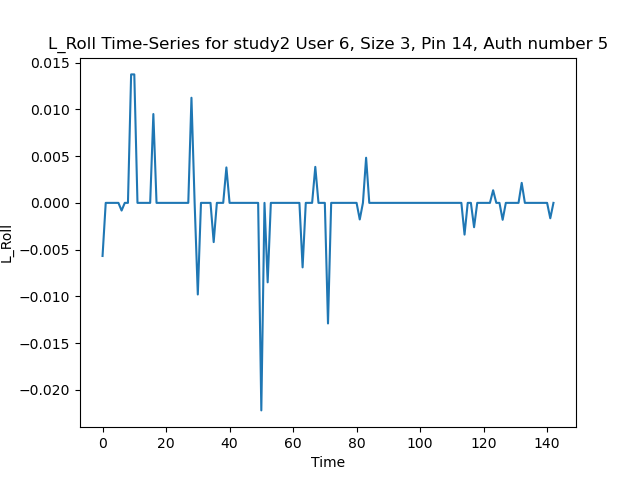 L_Roll Time-Series for study2 User 6, Size 3, Pin 14, Auth number 5
0.015
0.010
0.005
0.000
−0.005
−0.010
−0.015
−0.020
L_Roll
0 20 40 60 80 100 120 140
Time